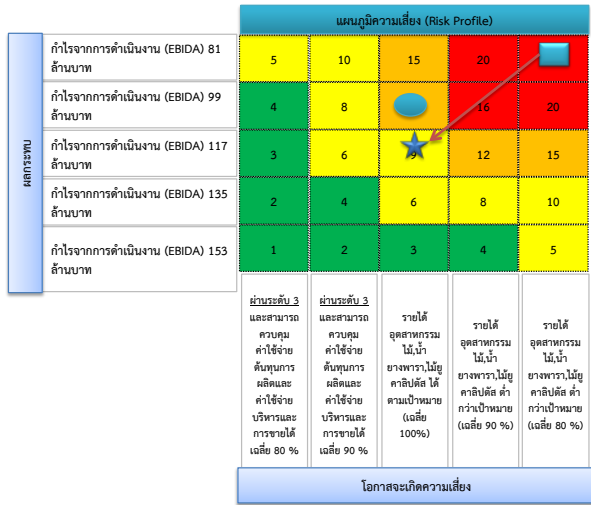 แผนภูมิความเสี่ยง (Risk Profile)
ผลกระทบ
กำไรจากการดำเนินงาน (EBIDA) 81
ล้านบาท
5 10 15 20
กำไรจากการดำเนินงาน (EBIDA) 99
ล้านบาท
4 8 16 20
กำไรจากการดำเนินงาน (EBIDA) 117
ล้านบาท
3 6 9 12 15
กำไรจากการดำเนินงาน (EBIDA) 135
ล้านบาท
2 4 6 8 10
กำไรจากการดำเนินงาน (EBIDA) 153
ล้านบาท
1 2 3 4 5
ผ่านระดับ 3
และสามารถ
ควบคุม
ค่าใช้จ่าย
ต้นทุนการ
ผลิตและ
ค่าใช้จ่าย
บริหารและ
การขายได้
เฉลี่ย 80 %
ผ่านระดับ 3
และสามารถ
ควบคุม
ค่าใช้จ่าย
ต้นทุนการ
ผลิตและ
ค่าใช้จ่าย
บริหารและ
การขายได้
เฉลี่ย 90 %
รายได้
อุตสาหกรรม
ไม้,น้ำ
ยางพารา,ไม้ยู
คาลิปตัส ได้
ตามเป้าหมาย
(เฉลี่ย
100%)
รายได้
อุตสาหกรรม
ไม้,น้ำ
ยางพารา,ไม้ยู
คาลิปตัส ต่ำ
กว่าเป้าหมาย
(เฉลี่ย 90 %)
รายได้
อุตสาหกรรม
ไม้,น้ำ
ยางพารา,ไม้ยู
คาลิปตัส ต่ำ
กว่าเป้าหมาย
(เฉลี่ย 80 %)
โอกาสจะเกิดความเสี่ยง